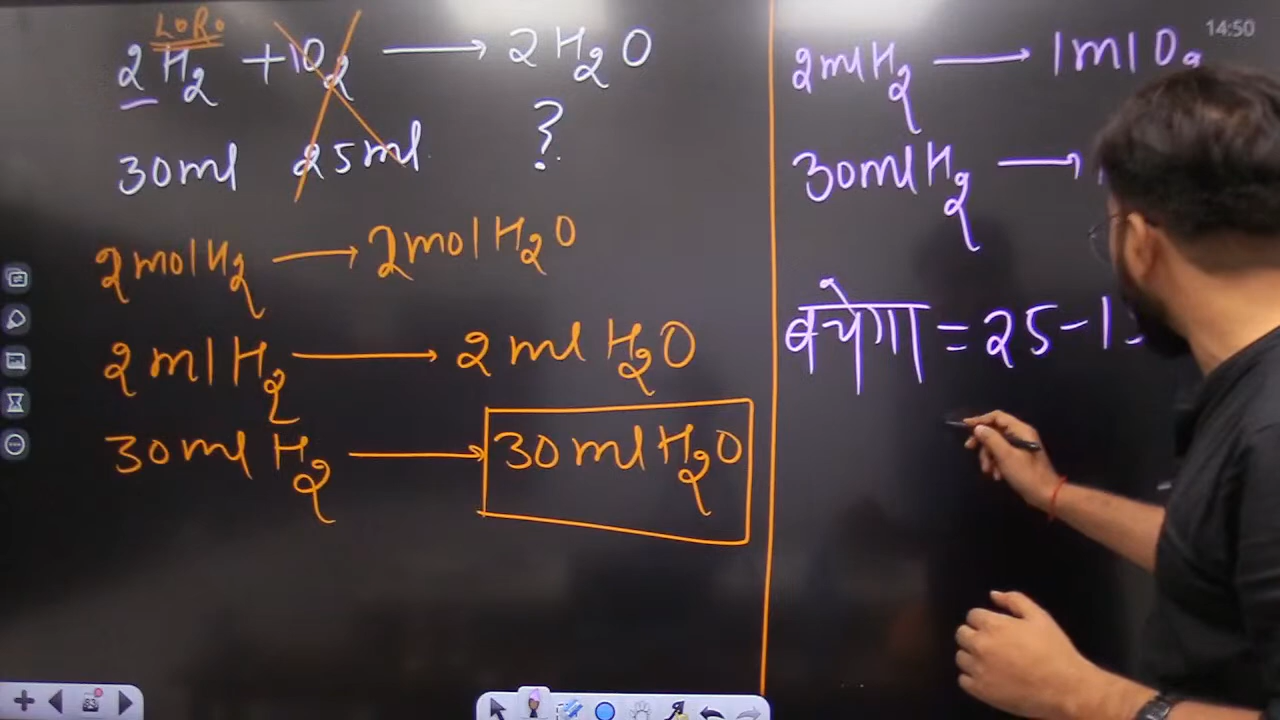 LoRo
2H₂ + 1O₂ → 2H₂O
30ml 25ml ?
2mol H₂ → 2mol H₂O
2ml H₂ → 2ml H₂O
30ml H₂ → 30ml H₂O
14:50
2ml H₂ → 1ml O₂
30ml H₂ →
बचेगा = 25-1
83